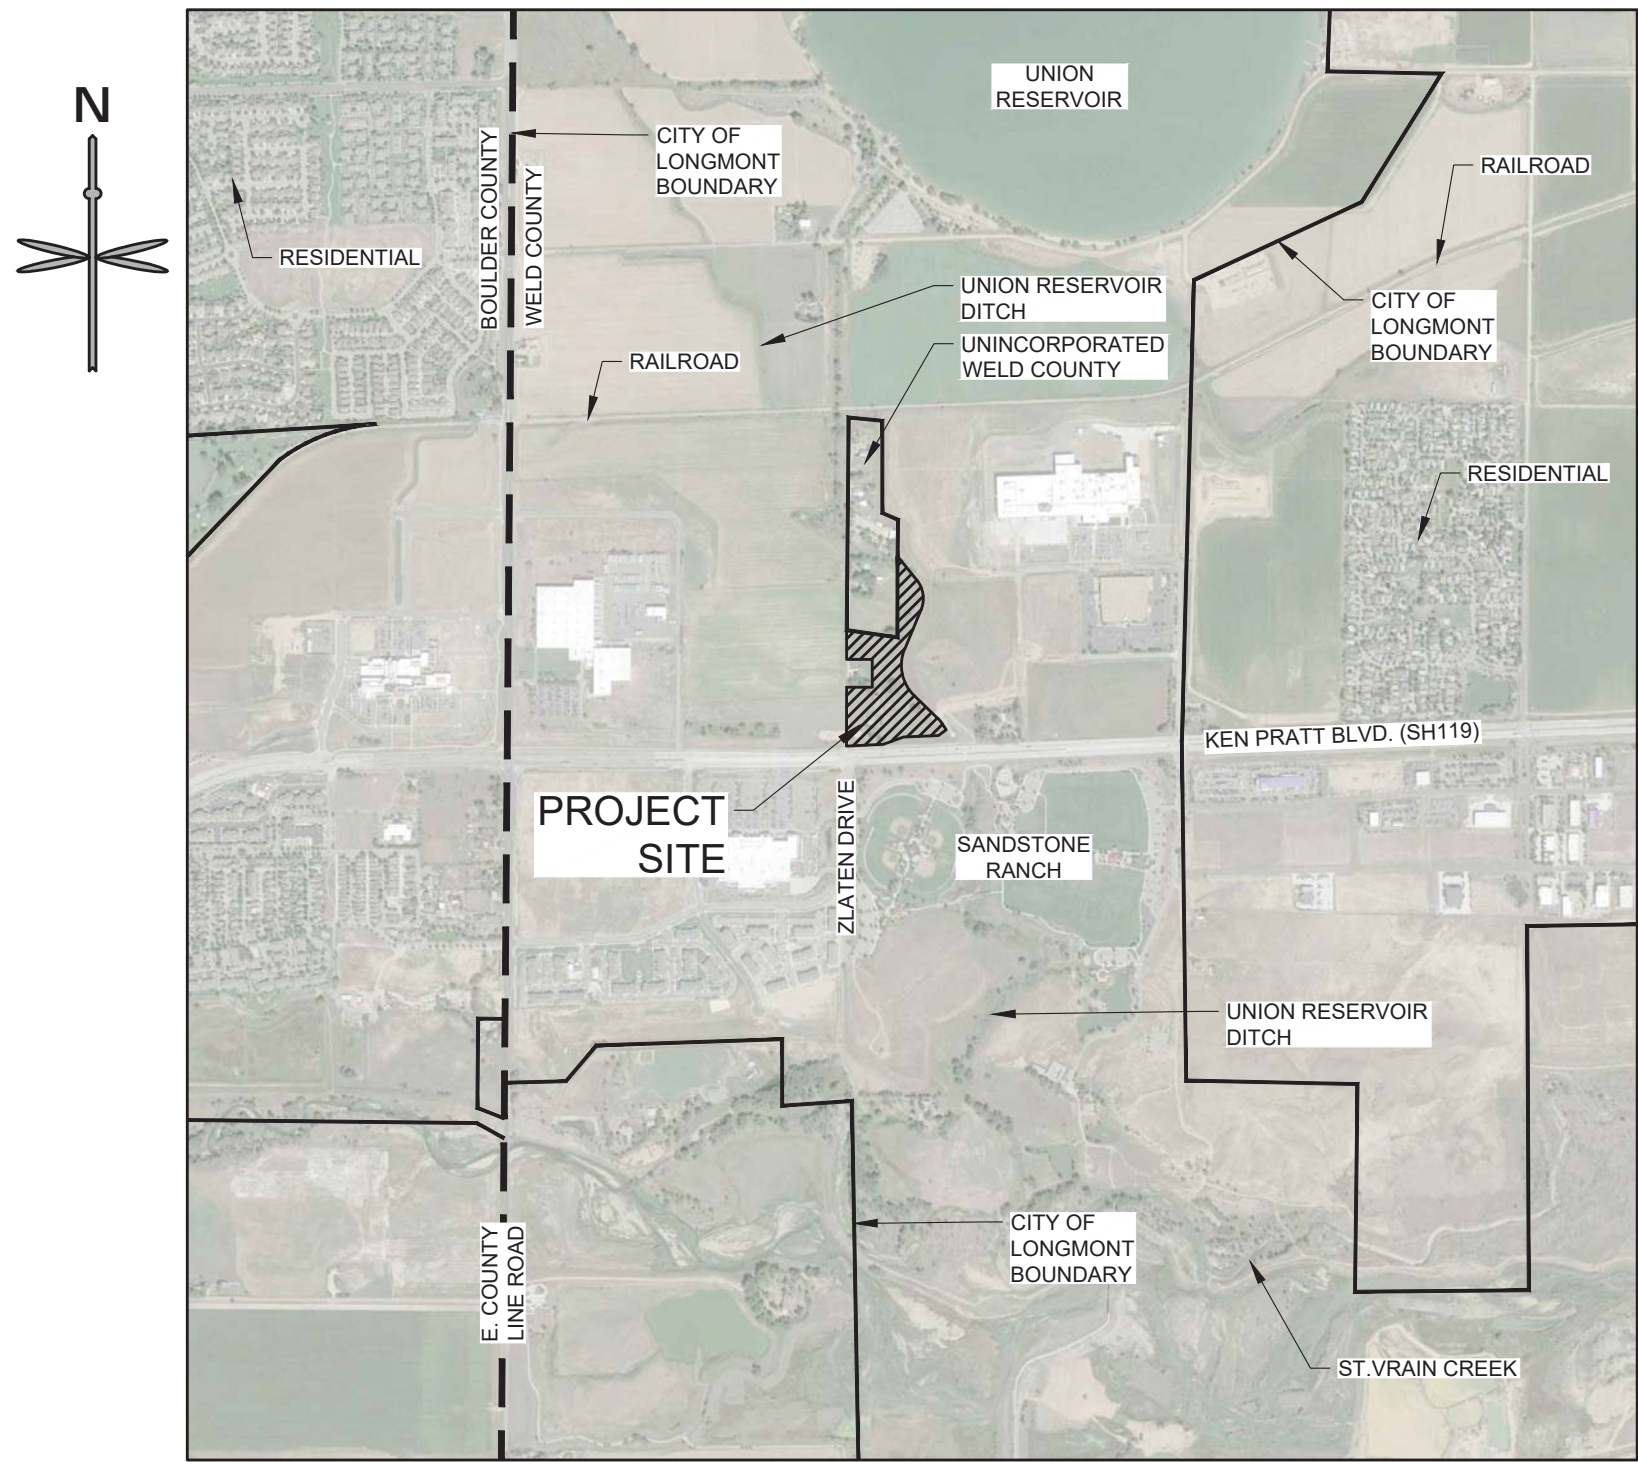 N
UNION
RESERVOIR
CITY OF
LONGMONT
BOUNDARY
RAILROAD
BOULDER COUNTY
WELD COUNTY
RESIDENTIAL
UNION RESERVOIR
DITCH
CITY OF
LONGMONT
BOUNDARY
UNINCORPORATED
WELD COUNTY
RAILROAD
RESIDENTIAL
KEN PRATT BLVD. (SH119)
PROJECT
SITE
ZLATEN DRIVE
SANDSTONE
RANCH
UNION RESERVOIR
DITCH
E. COUNTY
LINE ROAD
CITY OF
LONGMONT
BOUNDARY
ST.VRAIN CREEK